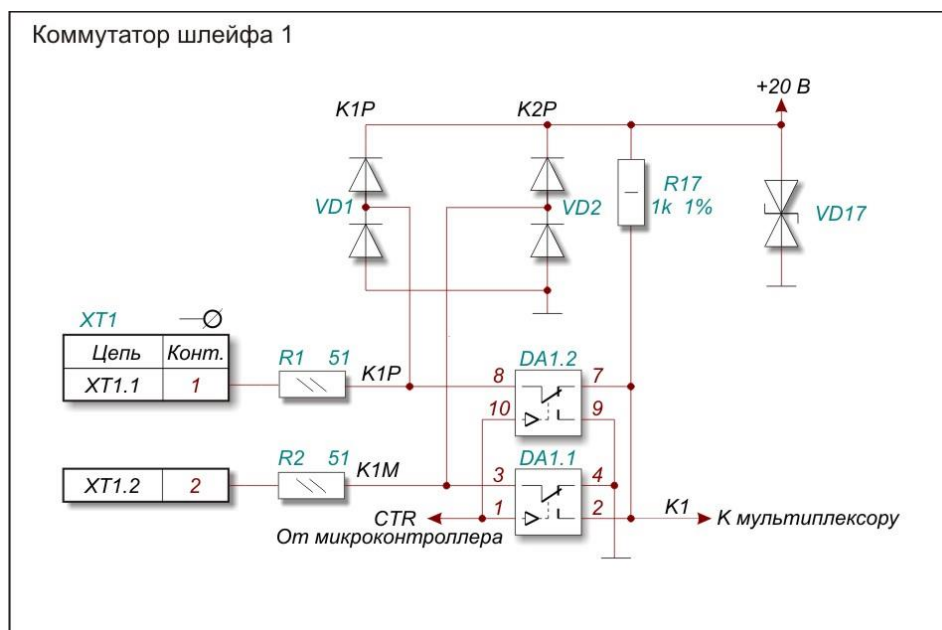 Коммутатор шлейфа 1
+20 В
K1P K2P
VD1 VD2
R17
1k 1%
VD17
XT1
Цепь Конт.
XT1.1 1
R1 51
K1P
DA1.2
8 7
10 9
XT1.2 2
R2 51
K1M
DA1.1
3 4
1 2
CTR
От микроконтроллера
K1
К мультиплексору